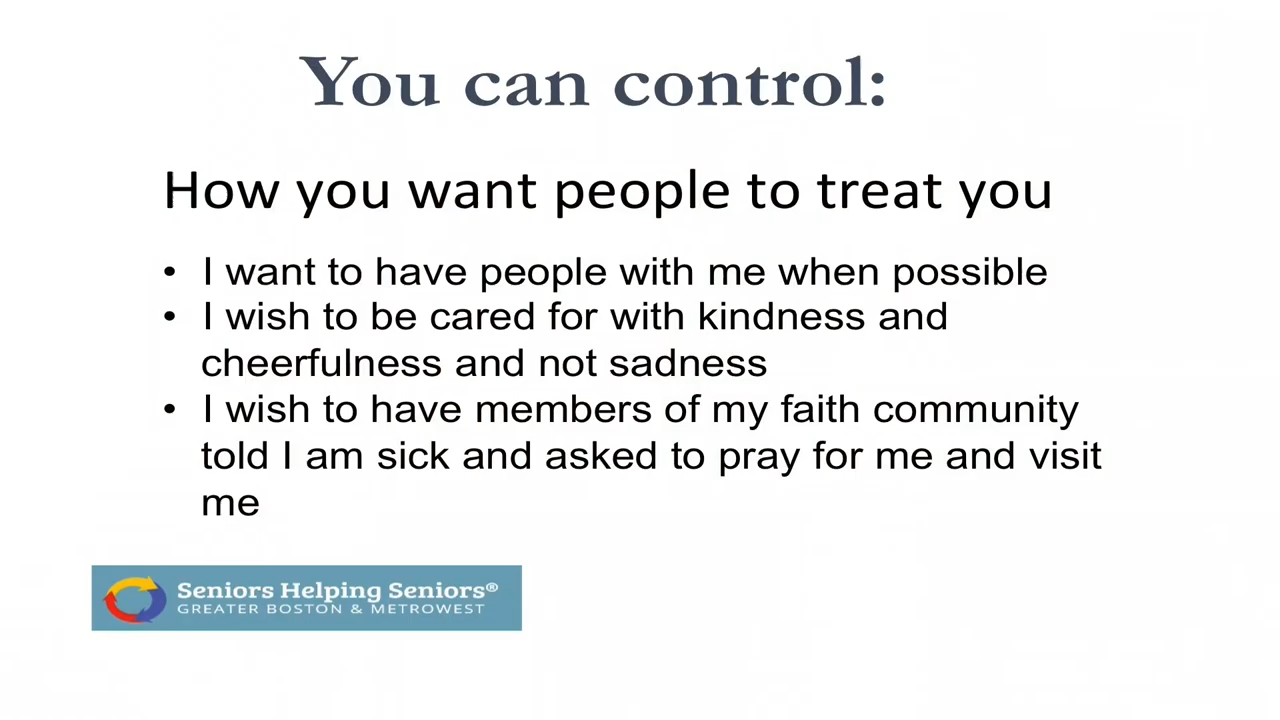 You can control:
How you want people to treat you
• I want to have people with me when possible
• I wish to be cared for with kindness and
cheerfulness and not sadness
• I wish to have members of my faith community
told I am sick and asked to pray for me and visit
me
Seniors Helping Seniors®
GREATER BOSTON & METROWEST